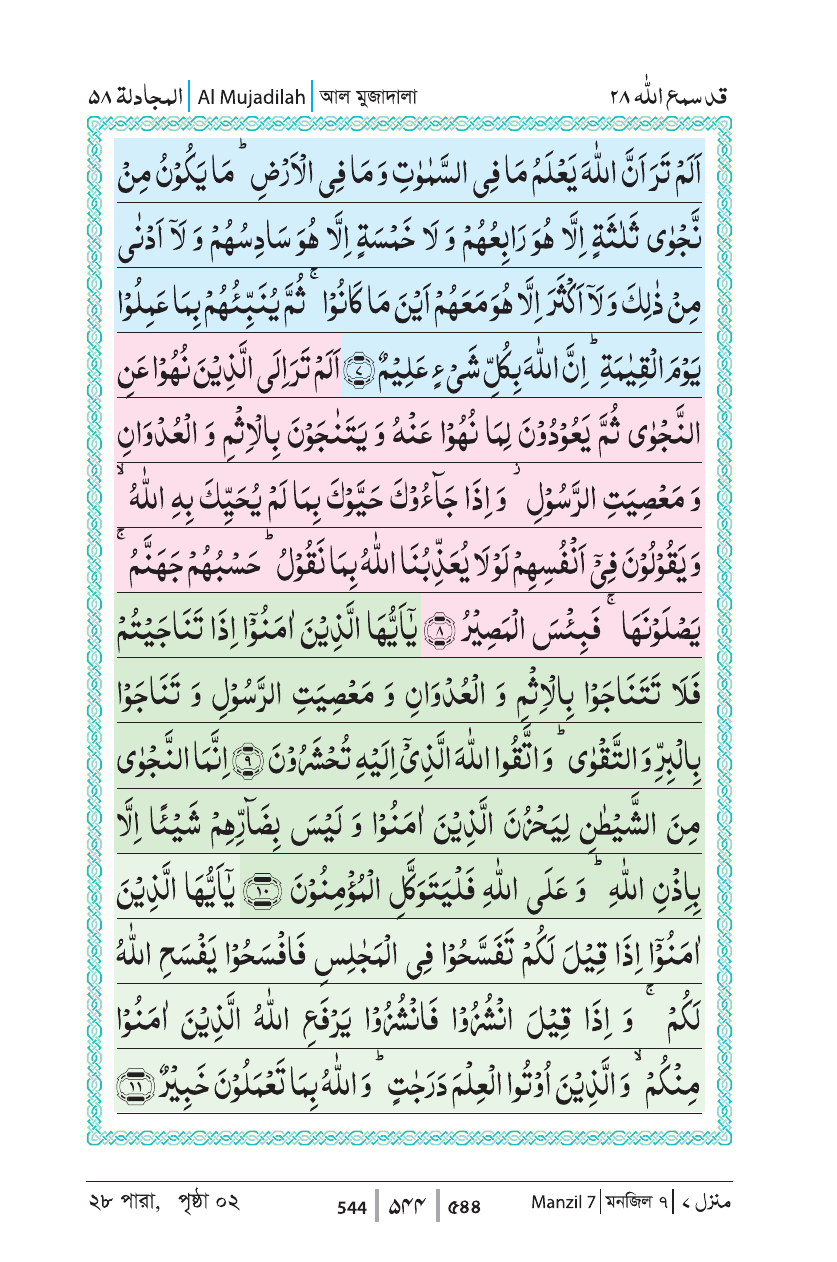 المجادلة ٥٨ | Al Mujadilah | আল মুজাদালা قد سمع الله ٢٨
اَلَمْ تَرَ اَنَّ اللّٰهَ يَعْلَمُ مَا فِى السَّمٰوٰتِ وَ مَا فِى الْاَرْضِ ؕ مَا يَكُوْنُ مِنْ
نَّجْوٰى ثَلٰثَةٍ اِلَّا هُوَ رَابِعُهُمْ وَ لَا خَمْسَةٍ اِلَّا هُوَ سَادِسُهُمْ وَ لَاۤ اَدْنٰى
مِنْ ذٰلِكَ وَ لَاۤ اَكْثَرَ اِلَّا هُوَ مَعَهُمْ اَيْنَ مَا كَانُوْا ۚ ثُمَّ يُنَبِّئُهُمْ بِمَا عَمِلُوْا
يَوْمَ الْقِيٰمَةِ ؕ اِنَّ اللّٰهَ بِكُلِّ شَىْءٍ عَلِيْمٌ ﴿٧﴾ اَلَمْ تَرَ اِلَى الَّذِيْنَ نُهُوْا عَنِ
النَّجْوٰى ثُمَّ يَعُوْدُوْنَ لِمَا نُهُوْا عَنْهُ وَ يَتَنٰجَوْنَ بِالْاِثْمِ وَ الْعُدْوَانِ
وَ مَعْصِيَتِ الرَّسُوْلِ ؗ وَ اِذَا جَآءُوْكَ حَيَّوْكَ بِمَا لَمْ يُحَيِّكَ بِهِ اللّٰهُ ۙ
وَ يَقُوْلُوْنَ فِىْۤ اَنْفُسِهِمْ لَوْ لَا يُعَذِّبُنَا اللّٰهُ بِمَا نَقُوْلُ ؕ حَسْبُهُمْ جَهَنَّمُ ۚ
يَصْلَوْنَهَا ۚ فَبِئْسَ الْمَصِيْرُ ﴿٨﴾ يٰۤاَيُّهَا الَّذِيْنَ اٰمَنُوْۤا اِذَا تَنَاجَيْتُمْ
فَلَا تَتَنَاجَوْا بِالْاِثْمِ وَ الْعُدْوَانِ وَ مَعْصِيَتِ الرَّسُوْلِ وَ تَنَاجَوْا
بِالْبِرِّ وَ التَّقْوٰى ؕ وَ اتَّقُوا اللّٰهَ الَّذِىْۤ اِلَيْهِ تُحْشَرُوْنَ ﴿٩﴾ اِنَّمَا النَّجْوٰى
مِنَ الشَّيْطٰنِ لِيَحْزُنَ الَّذِيْنَ اٰمَنُوْا وَ لَيْسَ بِضَآرِّهِمْ شَيْـًٔا اِلَّا
بِاِذْنِ اللّٰهِ ؕ وَ عَلَى اللّٰهِ فَلْيَتَوَكَّلِ الْمُؤْمِنُوْنَ ﴿١٠﴾ يٰۤاَيُّهَا الَّذِيْنَ
اٰمَنُوْۤا اِذَا قِيْلَ لَكُمْ تَفَسَّحُوْا فِى الْمَجٰلِسِ فَافْسَحُوْا يَفْسَحِ اللّٰهُ
لَكُمْ ۚ وَ اِذَا قِيْلَ انْشُزُوْا فَانْشُزُوْا يَرْفَعِ اللّٰهُ الَّذِيْنَ اٰمَنُوْا
مِنْكُمْ ۙ وَ الَّذِيْنَ اُوْتُوا الْعِلْمَ دَرَجٰتٍ ؕ وَ اللّٰهُ بِمَا تَعْمَلُوْنَ خَبِيْرٌ ﴿١١﴾
২৮ পারা, পৃষ্ঠা ০২ 544 | ۵۴۴ | ৫৪৪ Manzil 7 | মনজিল ৭ | منزل ٧